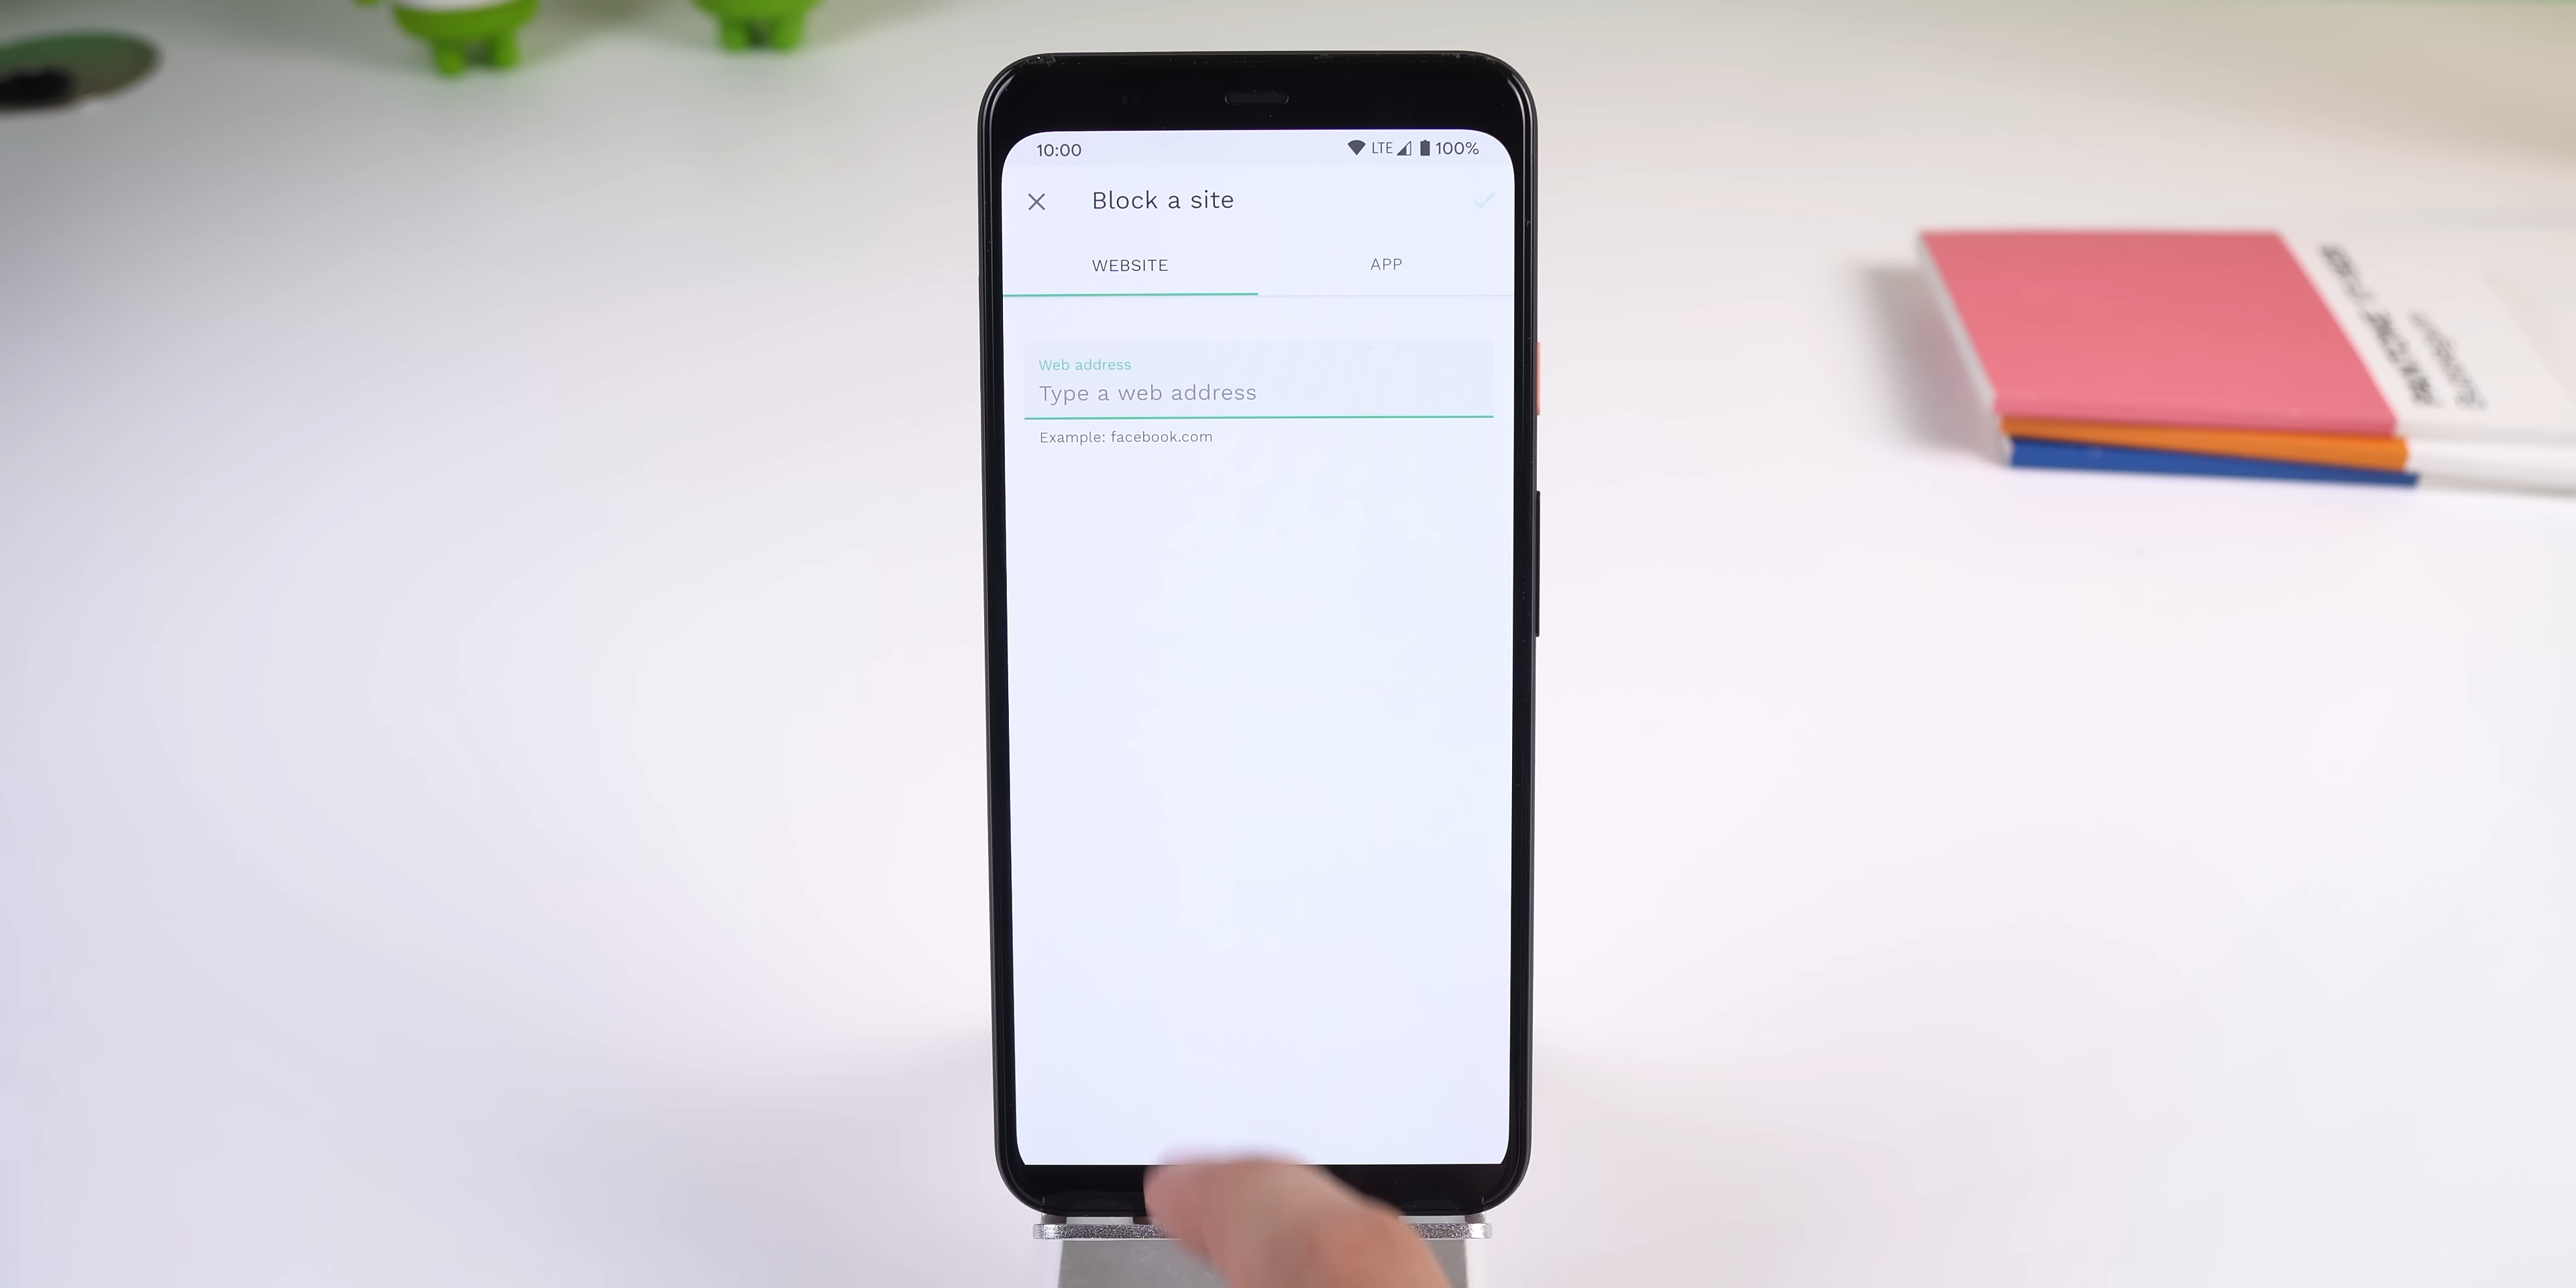 10:00
LTE 100%
Block a site
WEBSITE
APP
Web address
Type a web address
Example: facebook.com